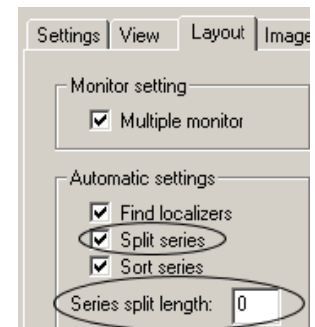 Settings View Layout Image
Monitor setting
Multiple monitor
Automatic settings
Find localizers
Split series
Sort series
Series split length: 0